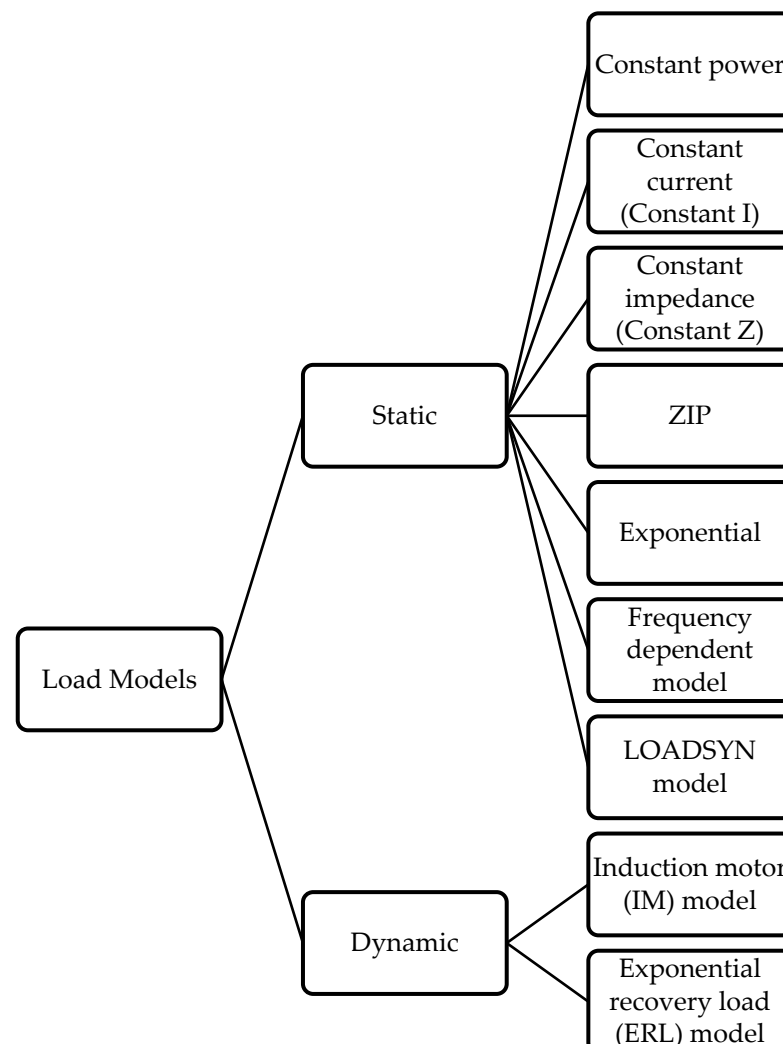 Constant power
Constant
current
(Constant I)
Constant
impedance
(Constant Z)
Static
ZIP
Exponential
Frequency
dependent
model
Load Models
LOADSYN
model
Induction motor
(IM) model
Dynamic
Exponential
recovery load
(ERL) model